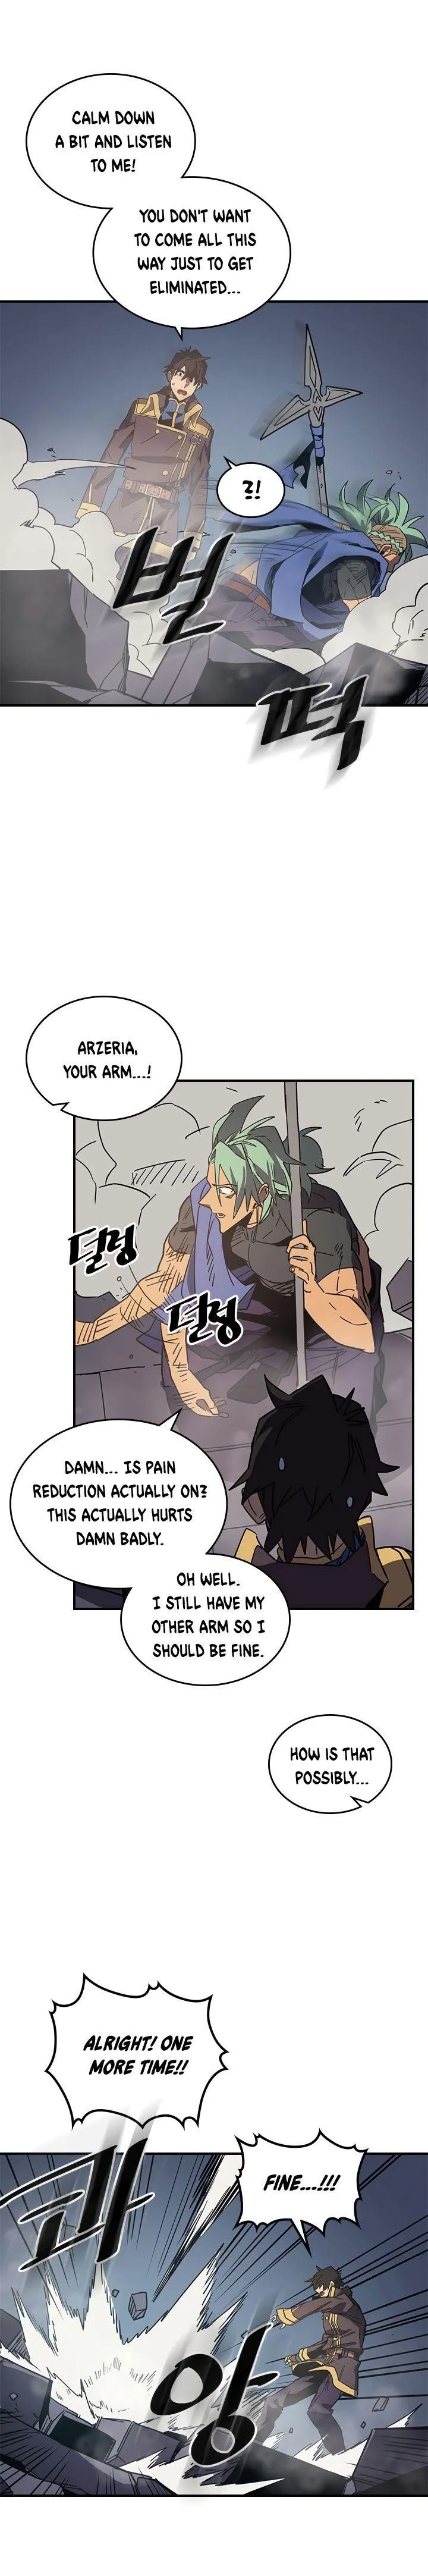 CALM DOWN
A BIT AND LISTEN
TO ME!
YOU DON'T WANT
TO COME ALL THIS
WAY JUST TO GET
ELIMINATED...
?!
벌
떡
ARZERIA,
YOUR ARM...!
덜렁
덜렁
DAMN... IS PAIN
REDUCTION ACTUALLY ON?
THIS ACTUALLY HURTS
DAMN BADLY.
OH WELL.
I STILL HAVE MY
OTHER ARM SO I
SHOULD BE FINE.
HOW IS THAT
POSSIBLY...
ALRIGHT! ONE
MORE TIME!!
FINE...!!!
콰
앙